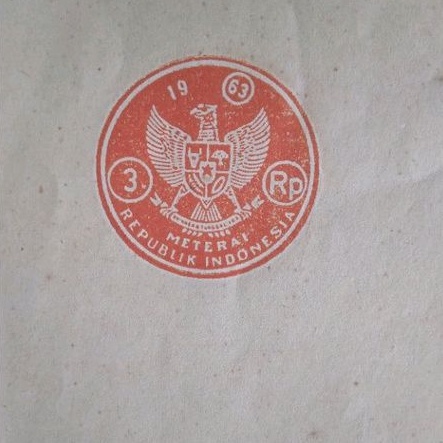 19 63
3
Rp
METERAI
REPUBLIK INDONESIA